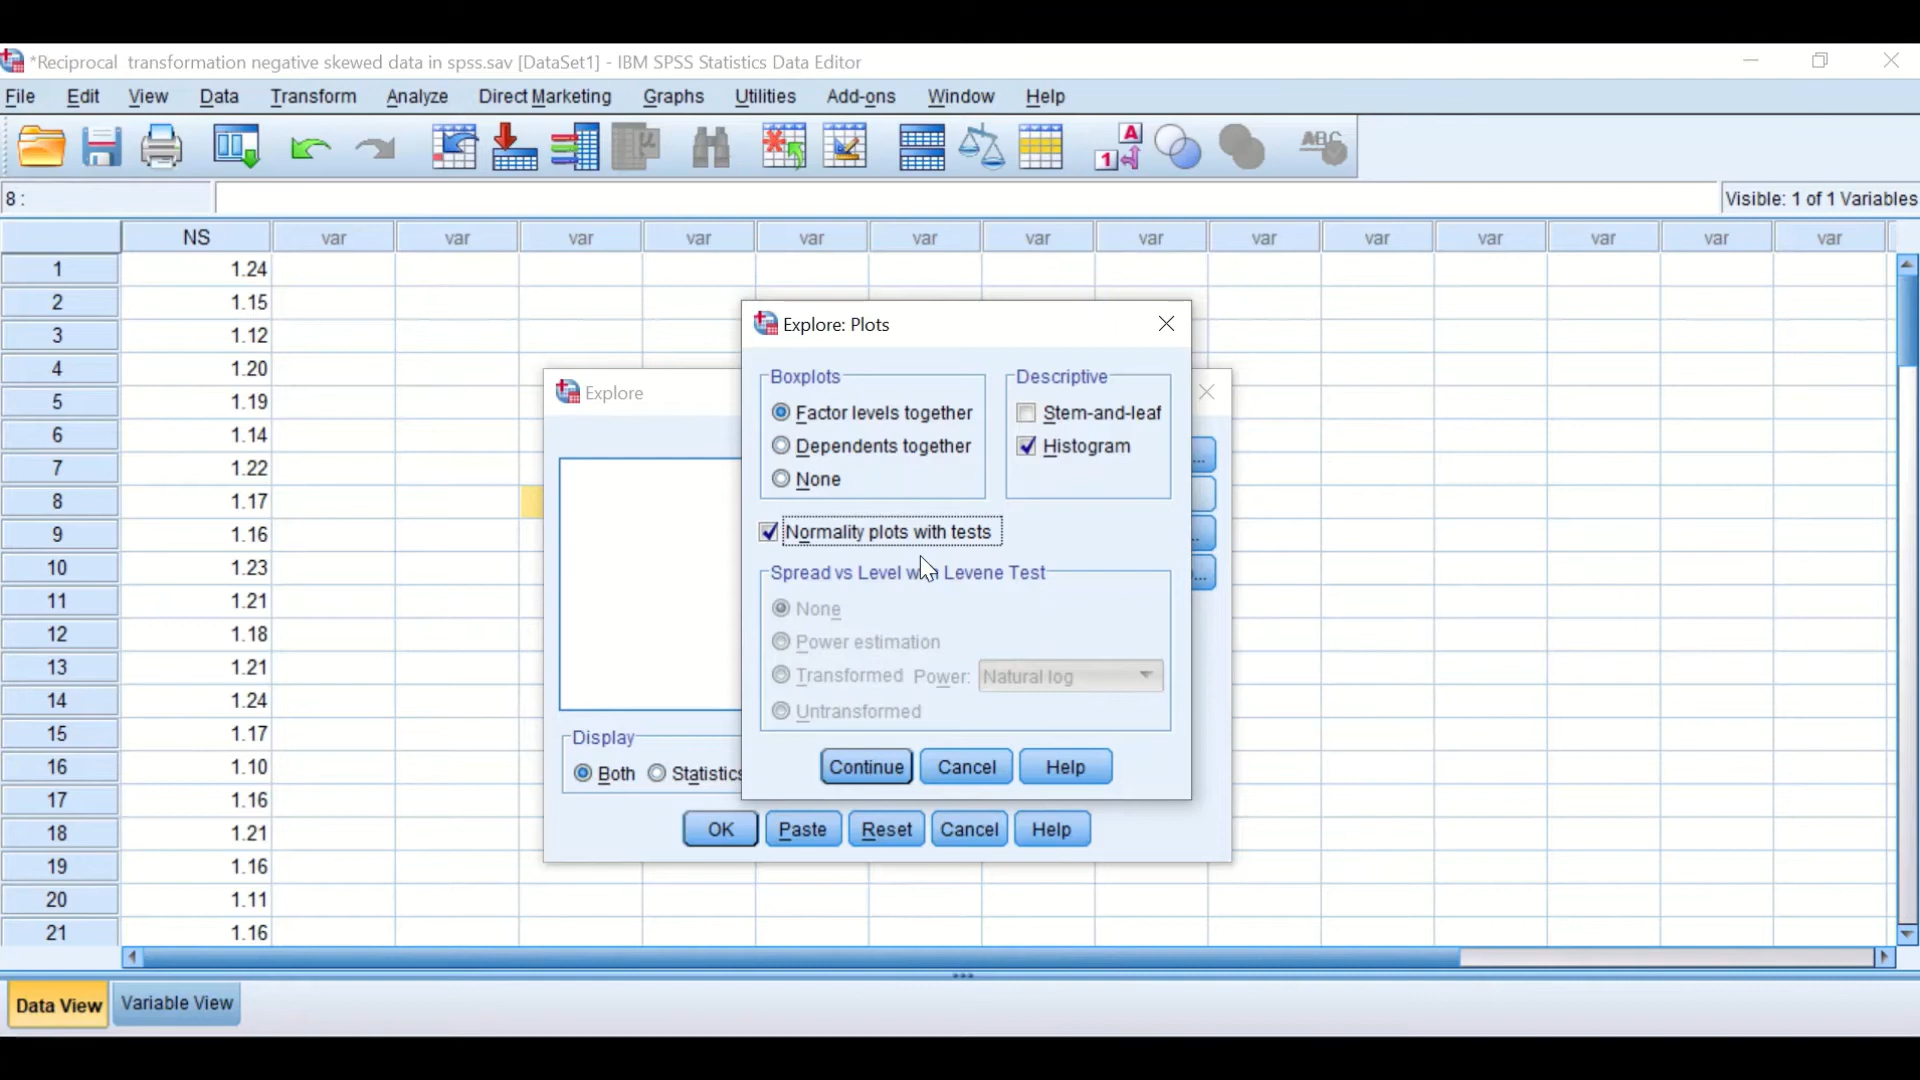 *Reciprocal  transformation negative skewed data in spss.sav [DataSet1] - IBM SPSS Statistics Data Editor
File Edit View Data Transform Analyze Direct Marketing Graphs Utilities Add-ons Window Help
A
1
ABC
8 :
Visible: 1 of 1 Variables
NS var var var var var var var var var var var var var var
1 1.24
2 1.15
3 1.12
4 1.20
5 1.19
6 1.14
7 1.22
8 1.17
9 1.16
10 1.23
11 1.21
12 1.18
13 1.21
14 1.24
15 1.17
16 1.10
17 1.16
18 1.21
19 1.16
20 1.11
21 1.16
Explore
Display
Both Statistics
OK Paste Reset Cancel Help
Explore: Plots
Boxplots
Factor levels together
Dependents together
None
Descriptive
Stem-and-leaf
Histogram
Normality plots with tests
Spread vs Level with Levene Test
None
Power estimation
Transformed Power: Natural log
Untransformed
Continue Cancel Help
Data View Variable View